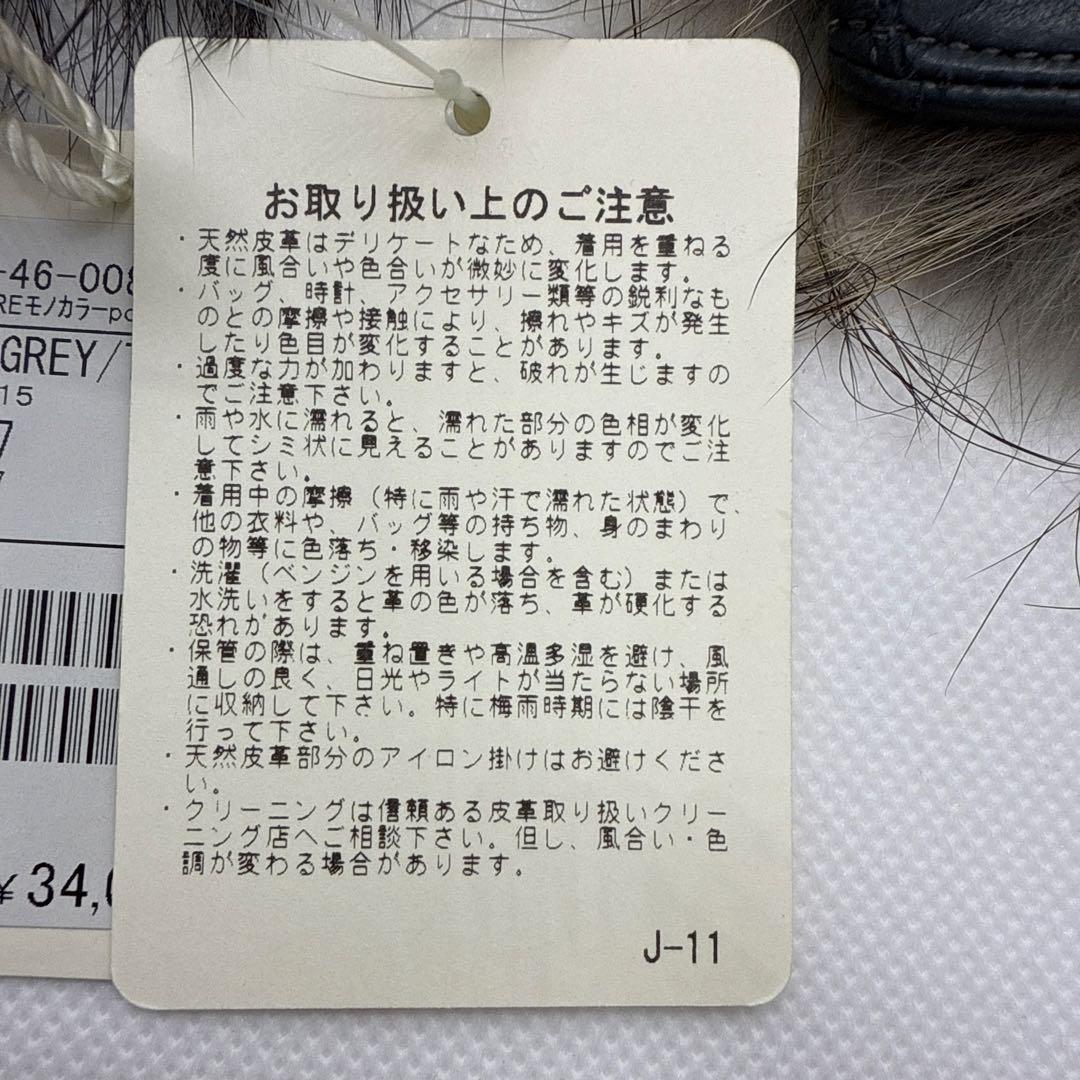 お取り扱い上のご注意
・天然皮革はデリケートなため、着用を重ねる
度に風合いや色合いが微妙に変化します。
・バッグ、時計、アクセサリー類等の鋭利なも
のとの摩擦や接触により、擦れやキズが発生
したり色目が変化することがあります。
・過度な力が加わりますと、破れが生じますの
でご注意下さい。
・雨や水に濡れると、濡れた部分の色相が変化
してシミ状に見えることがありますのでご注
意下さい。
・着用中の摩擦（特に雨や汗で濡れた状態）で、
他の衣料や、バッグ等の持ち物、身のまわり
の物等に色落ち・移染します。
・洗濯（ベンジンを用いる場合を含む）または
水洗いをすると革の色が落ち、革が硬化する
恐れがあります。
・保管の際は、重ね置きや高温多湿を避け、風
通しの良く、日光やライトが当たらない場所
に収納して下さい。特に梅雨時期には陰干を
行って下さい。
・天然皮革部分のアイロン掛けはお避けくださ
い。
・クリーニングは信頼ある皮革取り扱いクリー
ニング店へご相談下さい。但し、風合い・色
調が変わる場合があります。
J-11
-46-008
REモノカラーpo
GREY/
15
7
¥34,